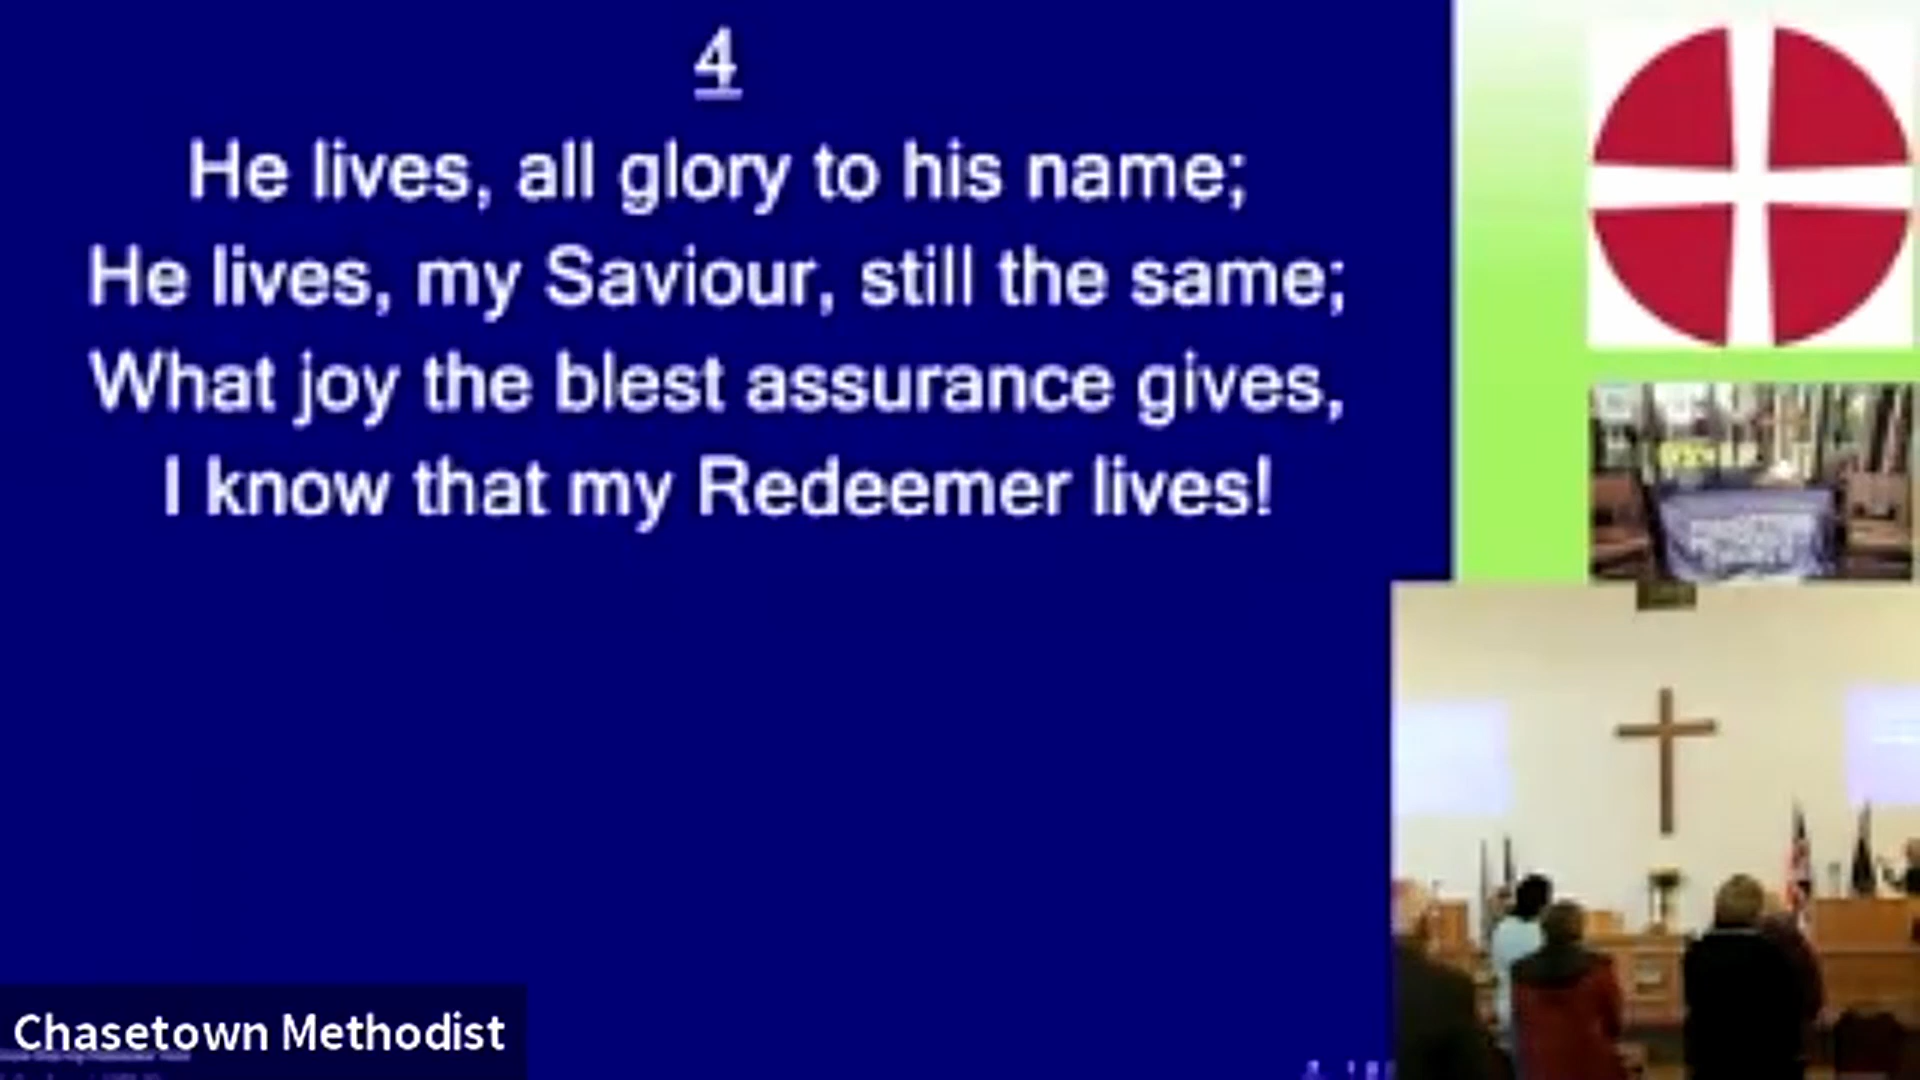 4
He lives, all glory to his name;
He lives, my Saviour, still the same;
What joy the blest assurance gives,
I know that my Redeemer lives!
Chasetown Methodist